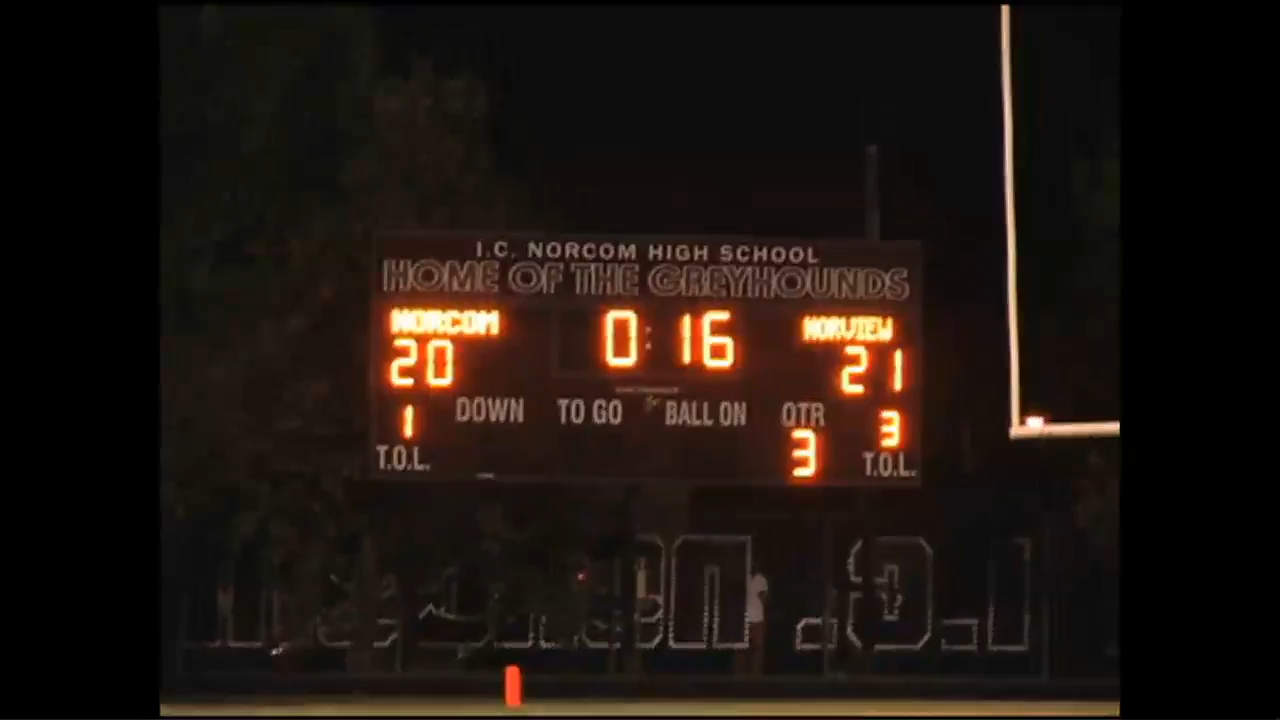 I.C. NORCOM HIGH SCHOOL
HOME OF THE GREYHOUNDS
NORCOM 0:16 NORVIEW
20 21
1 DOWN TO GO BALL ON QTR 3
T.O.L. 3 T.O.L.